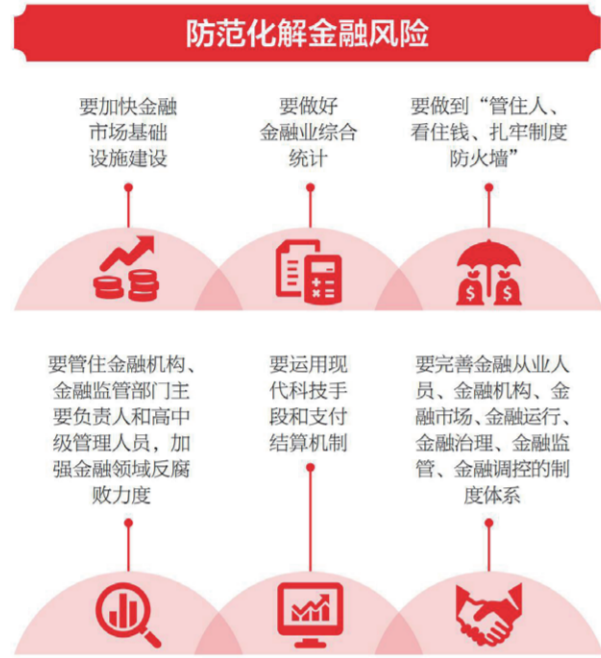 防范化解金融风险
要加快金融
市场基础
设施建设
要做好
金融业综合
统计
要做到“管住人、
看住钱、扎牢制度
防火墙”
$ $
要管住金融机构、
金融监管部门主
要负责人和高中
级管理人员，加
强金融领域反腐
败力度
要运用现
代科技手
段和支付
结算机制
要完善金融从业人
员、金融机构、金
融市场、金融运行、
金融治理、金融监
管、金融调控的制
度体系